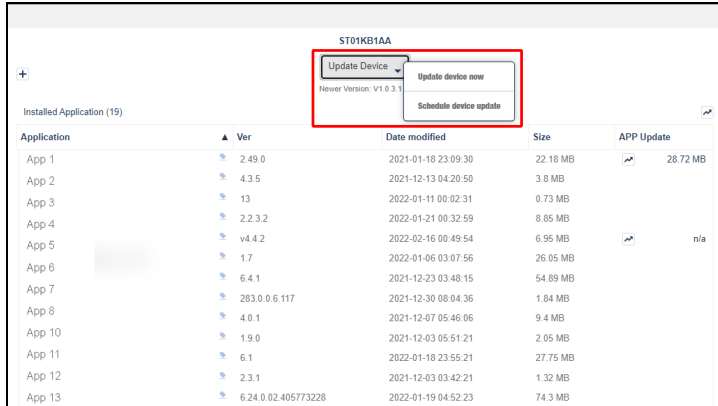 ST01KB1AA
Update Device
Update device now
Newer Version: V1.0.3.1
Schedule device update
Installed Application (19)
Application ▲ Ver Date modified Size APP Update
App 1 2.49.0 2021-01-18 23:09:30 22.18 MB 28.72 MB
App 2 4.3.5 2021-12-13 04:20:50 3.8 MB
App 3 13 2022-01-11 00:02:31 0.73 MB
App 4 2.2.3.2 2022-01-21 00:32:59 8.85 MB
App 5 v4.4.2 2022-02-16 00:49:54 6.95 MB n/a
App 6 1.7 2022-01-06 03:07:56 26.05 MB
App 7 6.4.1 2021-12-23 03:48:15 54.89 MB
App 8 283.0.0.6.117 2021-12-30 08:04:36 1.84 MB
App 10 4.0.1 2021-12-07 05:46:06 9.4 MB
App 11 1.9.0 2021-12-03 05:51:21 2.05 MB
App 12 6.1 2022-01-18 23:55:21 27.75 MB
App 13 2.3.1 2021-12-03 03:42:21 1.32 MB
6.24.0.02.405773228 2022-01-19 04:52:23 74.3 MB